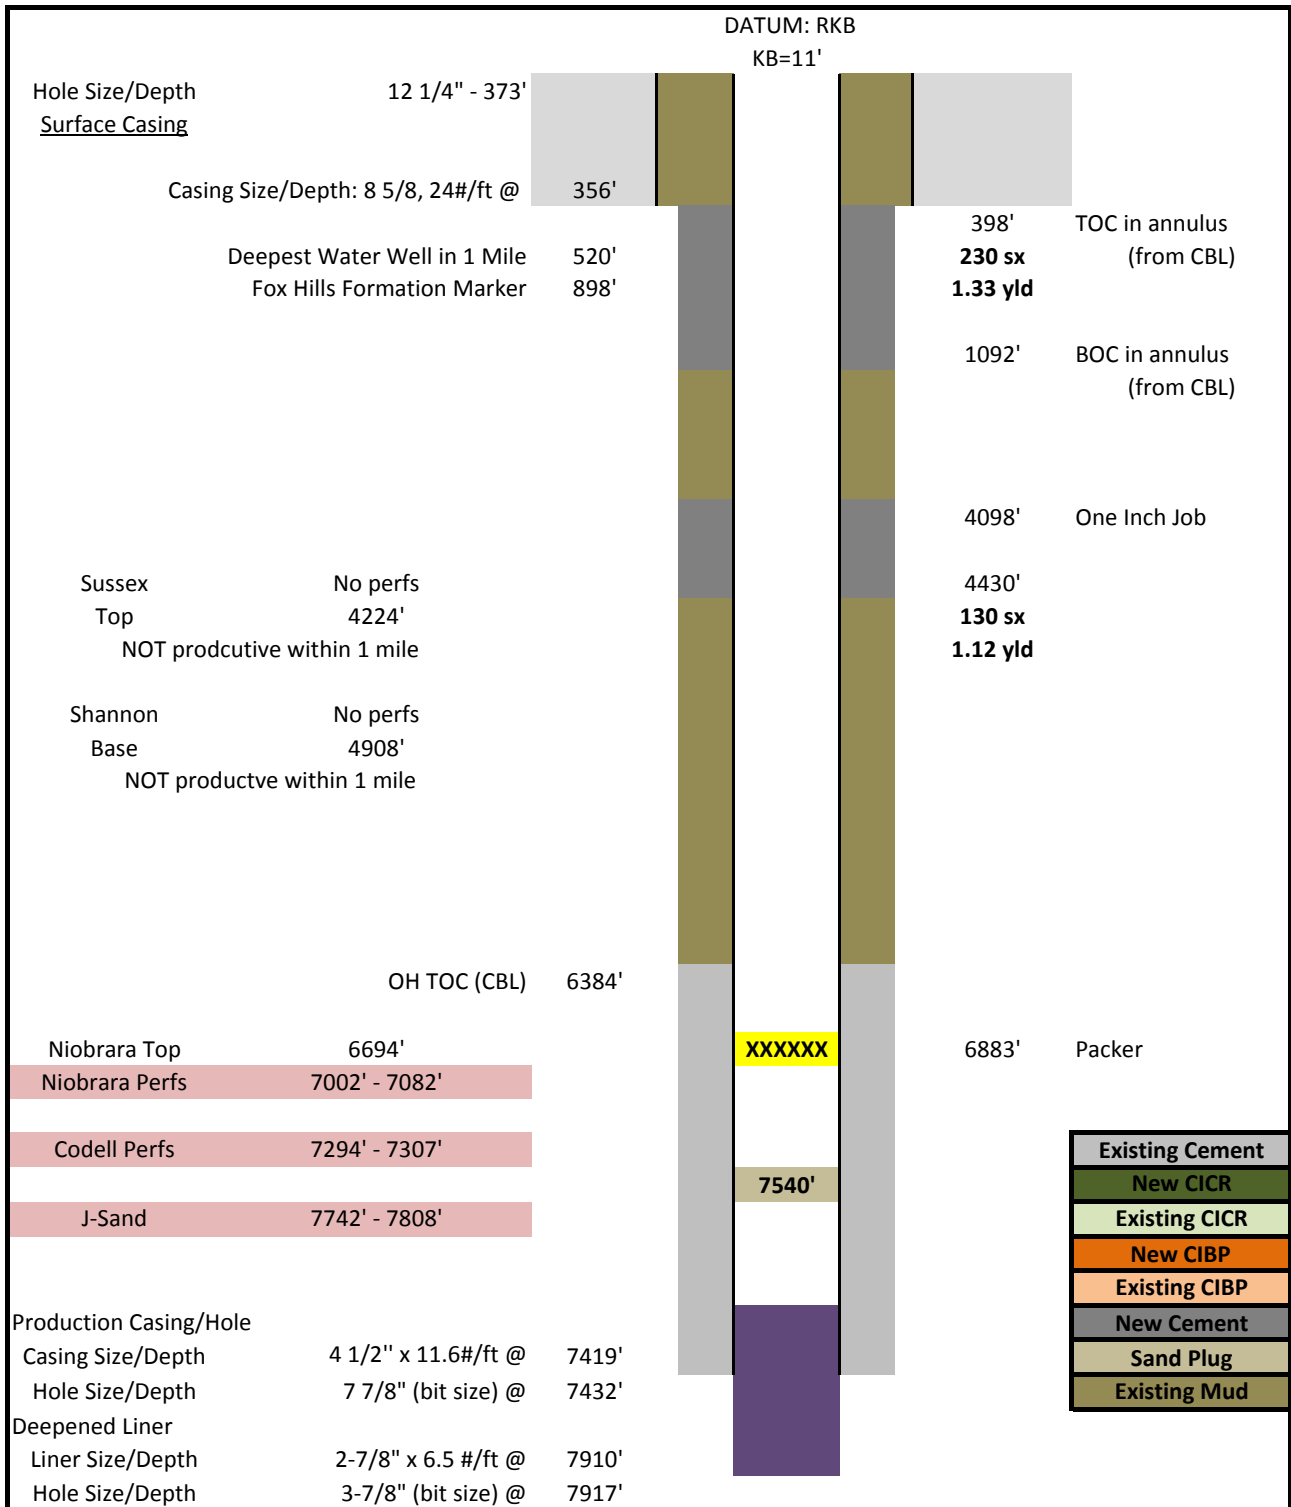 DATUM: RKB
KB=11'
Hole Size/Depth 12 1/4" - 373'
Surface Casing
Casing Size/Depth: 8 5/8, 24#/ft @ 356'
398' TOC in annulus
Deepest Water Well in 1 Mile 520' 230 sx (from CBL)
Fox Hills Formation Marker 898' 1.33 yld
1092' BOC in annulus
(from CBL)
4098' One Inch Job
Sussex No perfs 4430'
Top 4224' 130 sx
NOT prodcutive within 1 mile 1.12 yld
Shannon No perfs
Base 4908'
NOT productve within 1 mile
OH TOC (CBL) 6384'
Niobrara Top 6694' XXXXXX 6883' Packer
Niobrara Perfs 7002' - 7082'
Codell Perfs 7294' - 7307' Existing Cement
7540' New CICR
J-Sand 7742' - 7808' Existing CICR
New CIBP
Existing CIBP
Production Casing/Hole New Cement
Casing Size/Depth 4 1/2'' x 11.6#/ft @ 7419' Sand Plug
Hole Size/Depth 7 7/8" (bit size) @ 7432' Existing Mud
Deepened Liner
Liner Size/Depth 2-7/8" x 6.5 #/ft @ 7910'
Hole Size/Depth 3-7/8" (bit size) @ 7917'